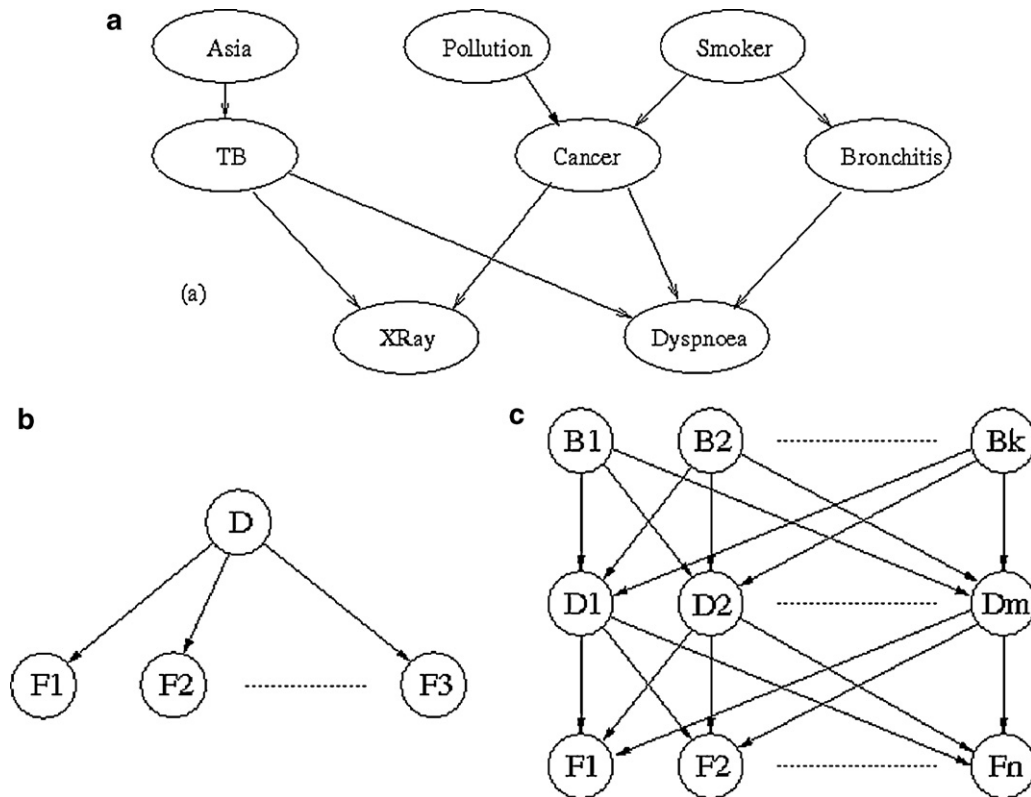 a
Asia Pollution Smoker
TB Cancer Bronchitis
(a)
XRay Dyspnoea
b
D
F1 F2 F3
c
B1 B2 Bk
D1 D2 Dm
F1 F2 Fn